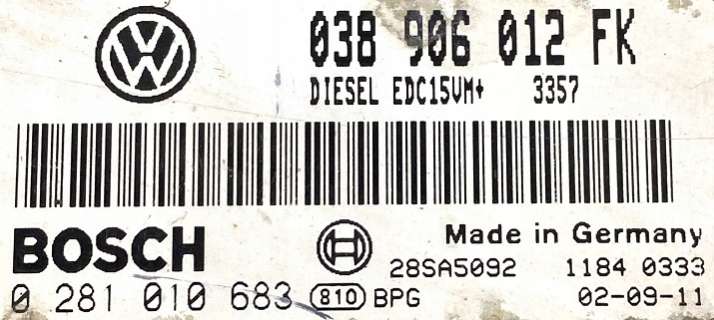 038 906 012 FK
DIESEL EDC15VM+ 3357
BOSCH
Made in Germany
28SA5092 1184 0333
0 281 010 683 810 BPG 02-09-11